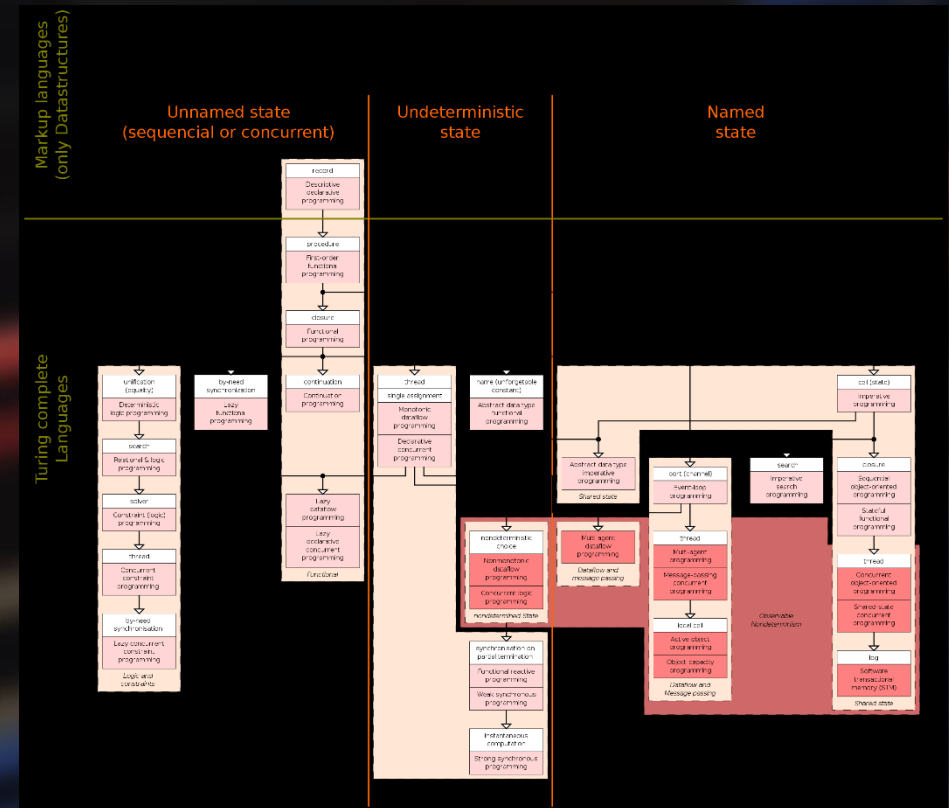 Markup languages
(only Datastructures)
Unnamed state
(sequencial or concurrent)
Undeterministic
state
Named
state
Turing complete
Languages
record
Descriptive
declarative
programming
procedure
First-order
functional
programming
closure
Functional
programming
continuation
Continuation
programming
Lazy
dataflow
programming
Lazy
declarative
concurrent
programming
Functional
unification
(equality)
Deterministic
logic programming
search
Relational & logic
programming
solver
Constraint (logic)
programming
thread
Concurrent
constraint
programming
by-need
synchronisation
Lazy concurrent
programming
Logic and
constraints
by-need
synchronization
Lazy
functional
programming
thread
single assignment
Monotonic
dataflow
programming
Declarative
concurrent
programming
name (unforgetable
constant)
Abstract data type
functional
programming
nondeterministic
choice
Nonmonotonic
dataflow
programming
Concurrent logic
programming
nondetermined State
synchronisation on
partial termination
Functional reactive
programming
Weak synchronous
programming
instantaneous
computation
Strong synchronous
programming
Abstract data type
imperative
programming
Shared state
Multi agent
dataflow
programming
Dataflow and
message passing
port (channel)
Event-loop
programming
thread
Multi-agent
programming
Message-passing
concurrent
programming
local cell
Active object
programming
Object capacity
programming
Dataflow and
Message passing
search
Imperative
search
programming
Observable
Nondeterminism
cell (state)
Imperative
programming
closure
Sequential
object-oriented
programming
Stateful
functional
programming
thread
Concurrent
object-oriented
programming
Shared-state
concurrent
programming
log
Software
transactional
memory (STM)
Shared state